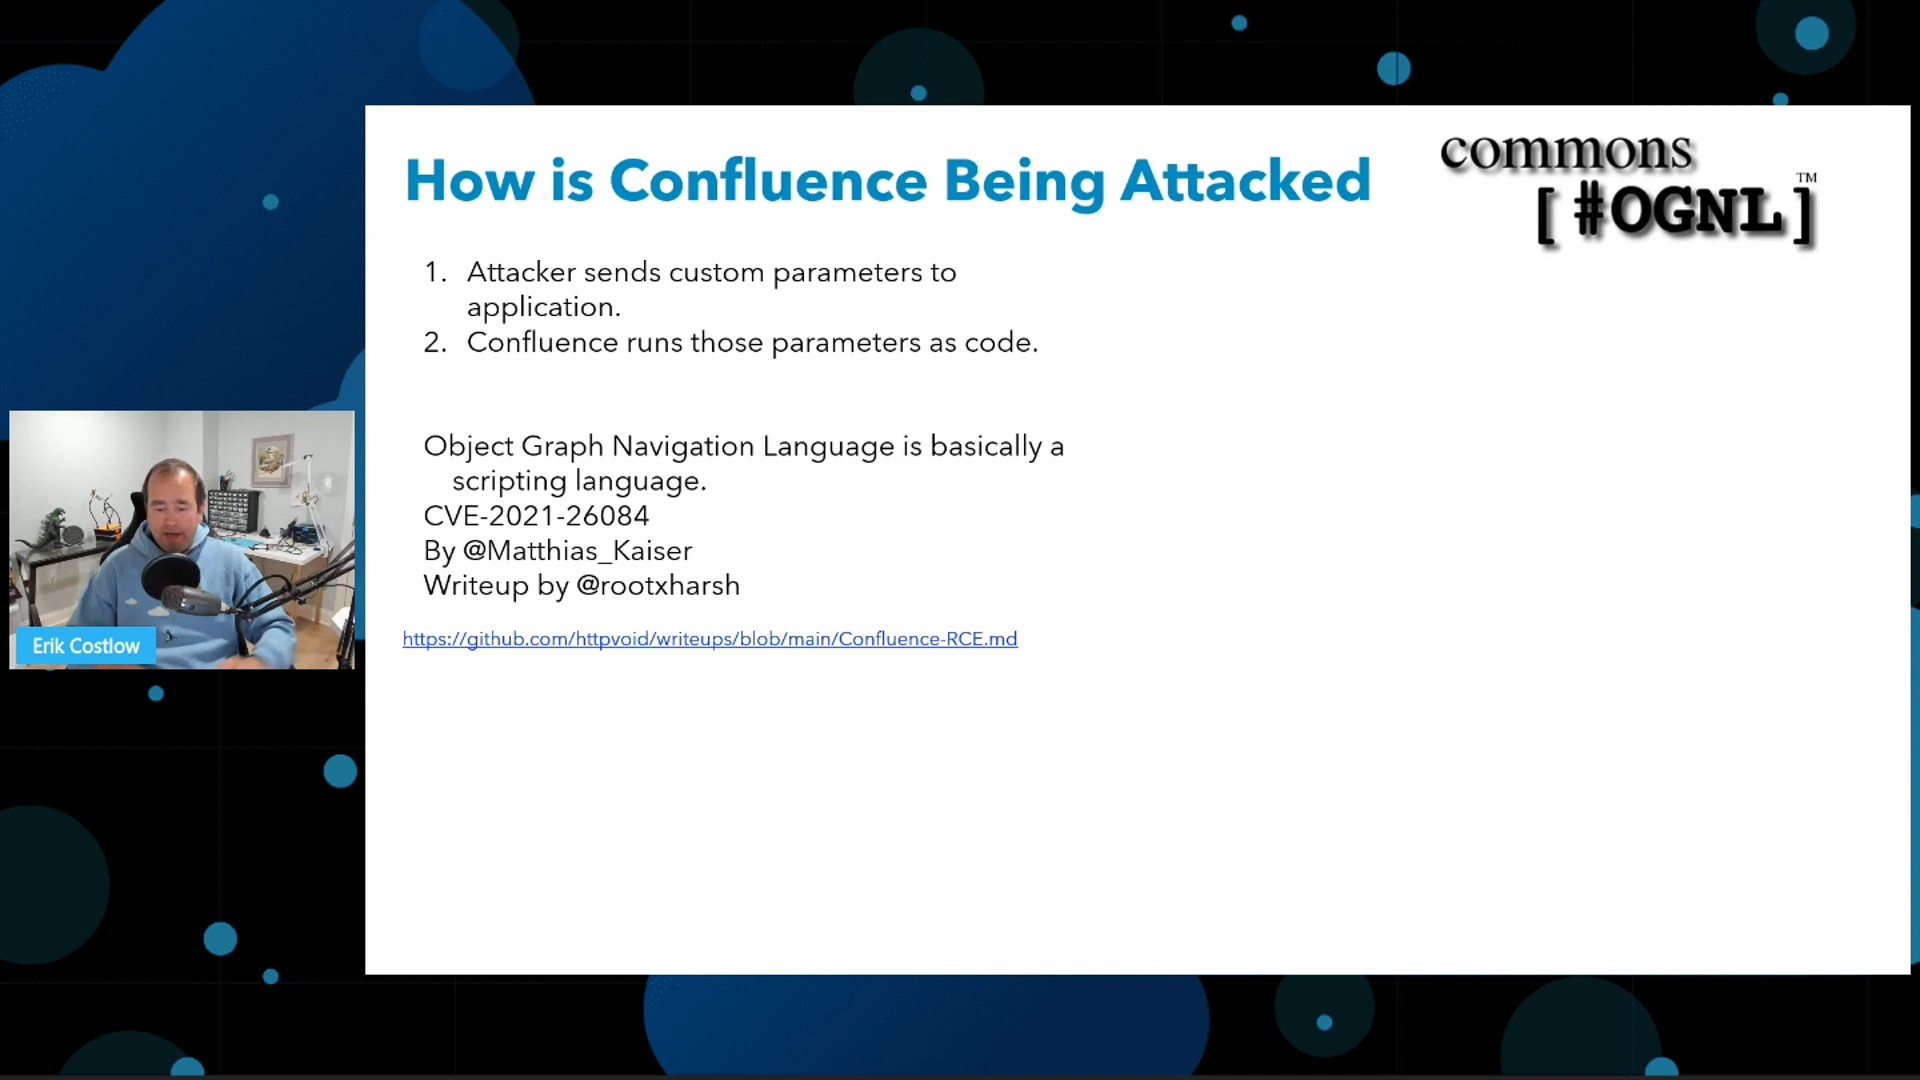 How is Confluence Being Attacked
commons
[#OGNL]™
1. Attacker sends custom parameters to
application.
2. Confluence runs those parameters as code.
Object Graph Navigation Language is basically a
scripting language.
CVE-2021-26084
By @Matthias_Kaiser
Writeup by @rootxharsh
https://github.com/httpvoid/writeups/blob/main/Confluence-RCE.md
Erik Costlow